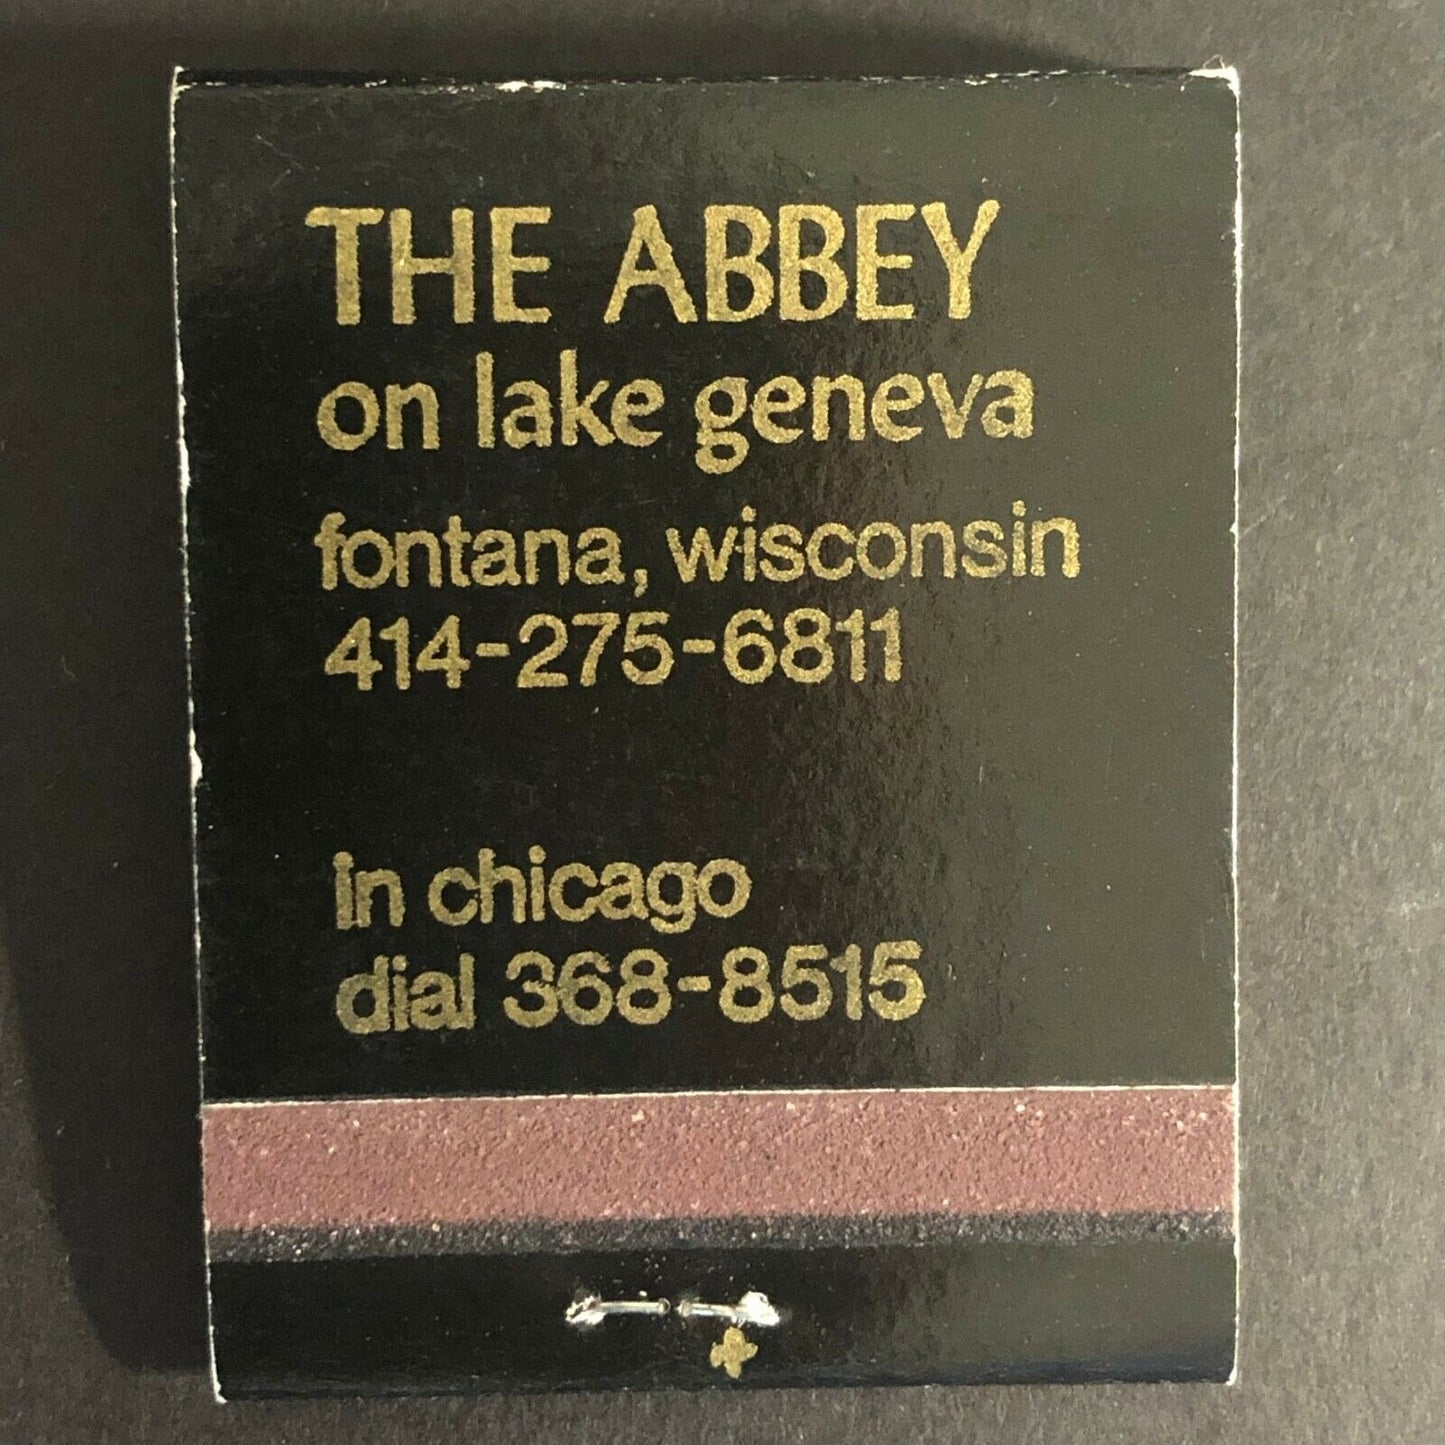 THE ABBEY
on lake geneva
fontana, wisconsin
414-275-6811
in chicago
dial 368-8515